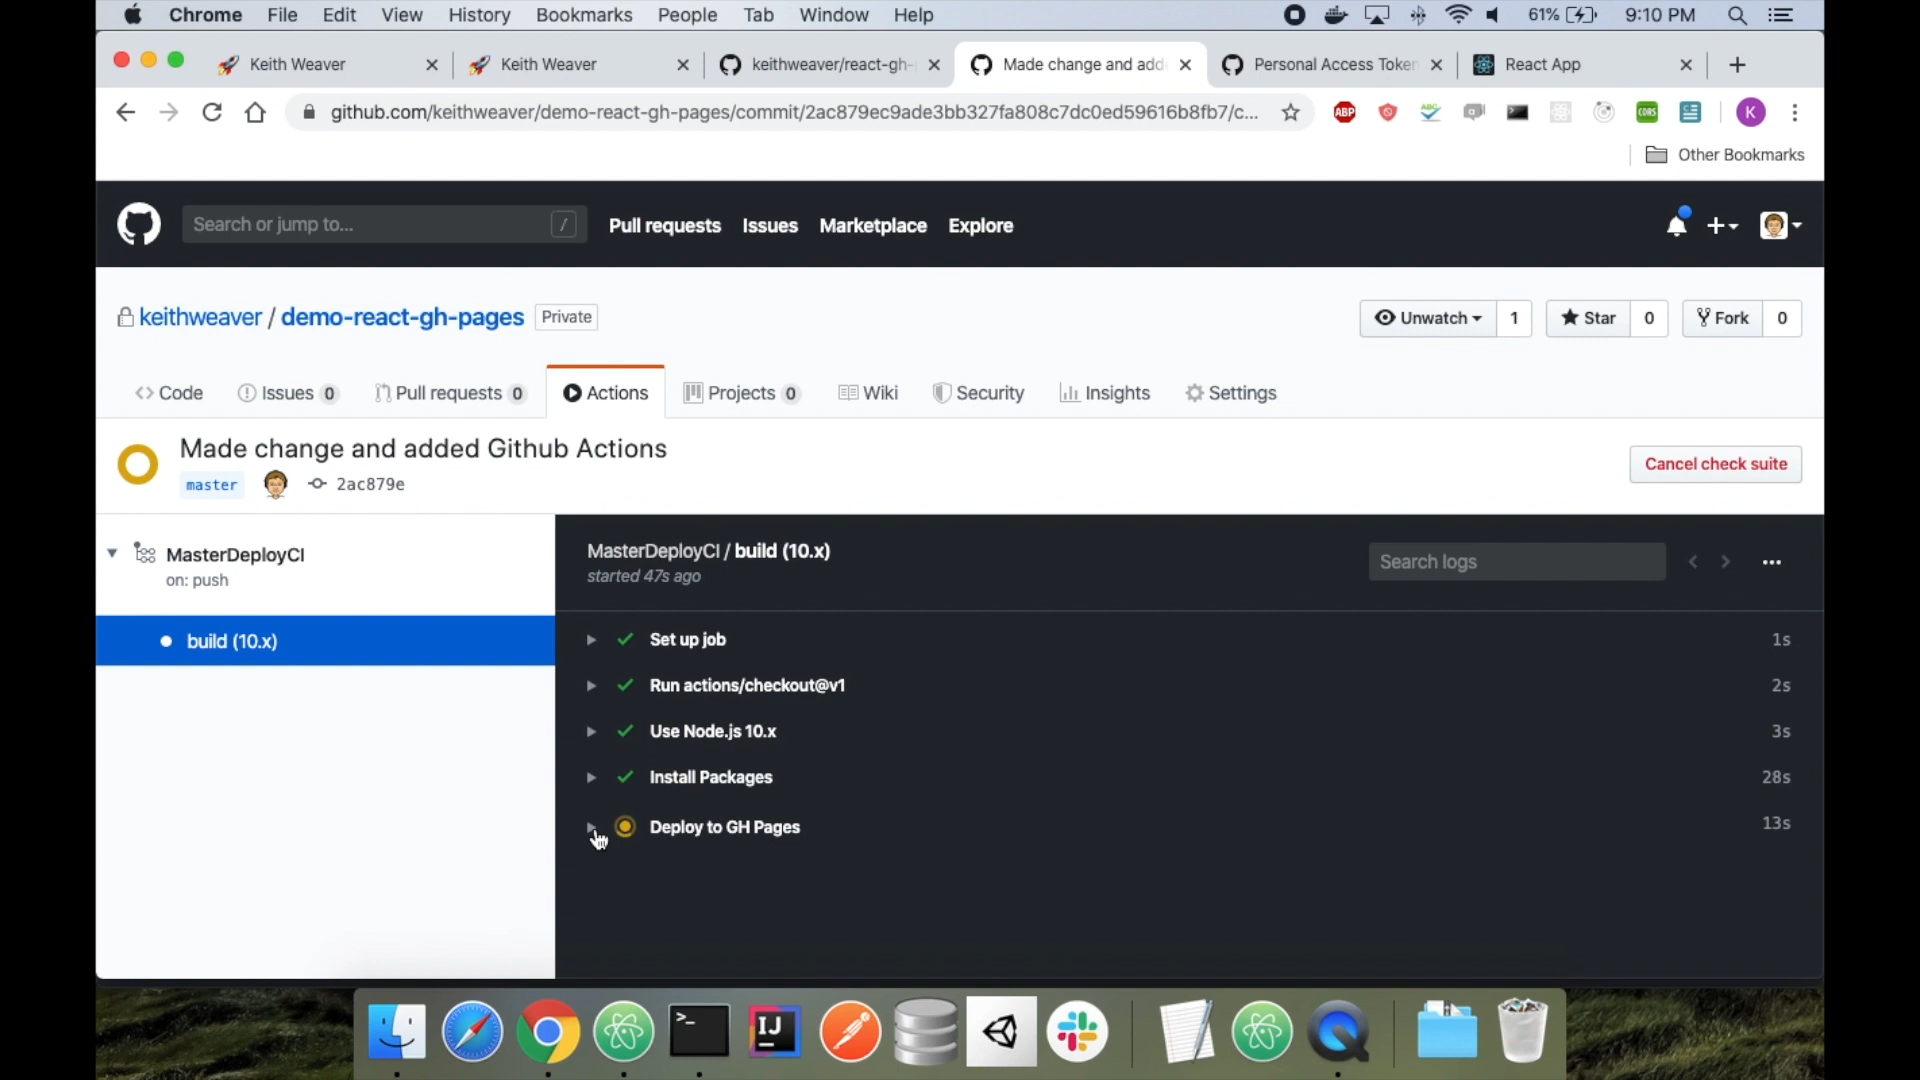 Chrome File Edit View History Bookmarks People Tab Window Help 61% 9:10 PM
Keith Weaver Keith Weaver keithweaver/react-gh- Made change and add Personal Access Token React App
github.com/keithweaver/demo-react-gh-pages/commit/2ac879ec9ade3bb327fa808c7dc0ed59616b8fb7/c... ABP ABC CORS K
Other Bookmarks
Search or jump to... / Pull requests Issues Marketplace Explore
keithweaver / demo-react-gh-pages Private Unwatch 1 Star 0 Fork 0
Code Issues 0 Pull requests 0 Actions Projects 0 Wiki Security Insights Settings
Made change and added Github Actions
master 2ac879e
Cancel check suite
MasterDeployCI
on: push
build (10.x)
MasterDeployCI / build (10.x)
started 47s ago
Search logs
Set up job 1s
Run actions/checkout@v1 2s
Use Node.js 10.x 3s
Install Packages 28s
Deploy to GH Pages 13s
>_
IJ